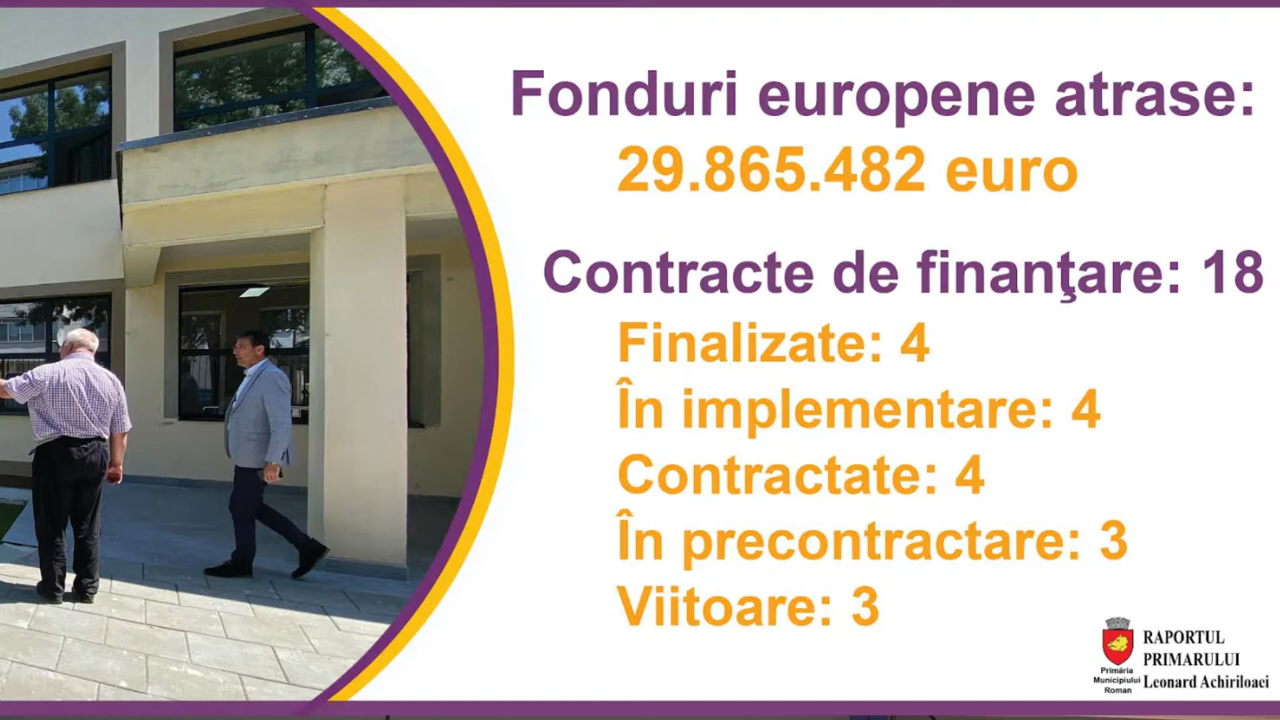 Fonduri europene atrase:
29.865.482 euro
Contracte de finanţare: 18
Finalizate: 4
În implementare: 4
Contractate: 4
În precontractare: 3
Viitoare: 3
Primăria
Municipiului
Roman
RAPORTUL
PRIMARULUI
Leonard Achiriloaei